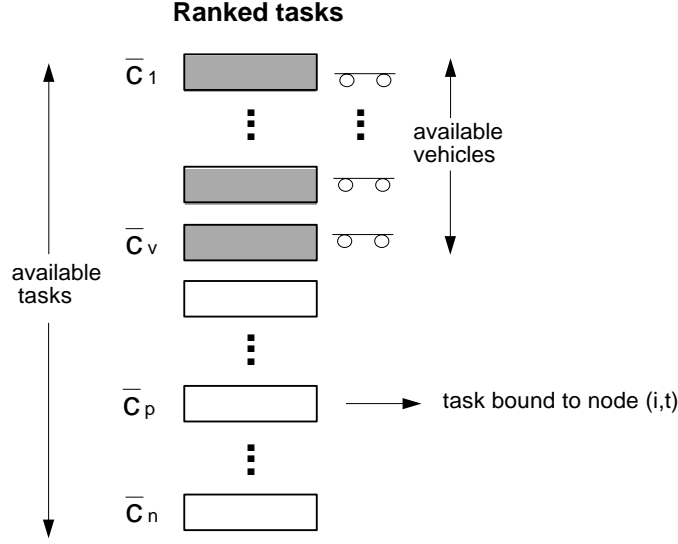 Ranked tasks
c̄ 1
available
vehicles
c̄ v
available
tasks
c̄ p
task bound to node (i,t)
c̄ n